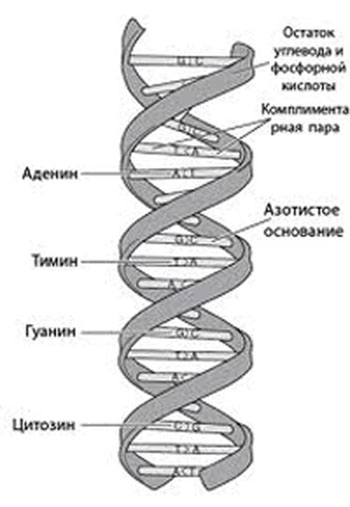 Остаток
углевода и
фосфорной
кислоты
Комплимента
рная пара
Аденин
Азотистое
основание
Тимин
Гуанин
Цитозин
G C
G C
T A
A T
G C
T A
A C
G C
T A
A C
T A